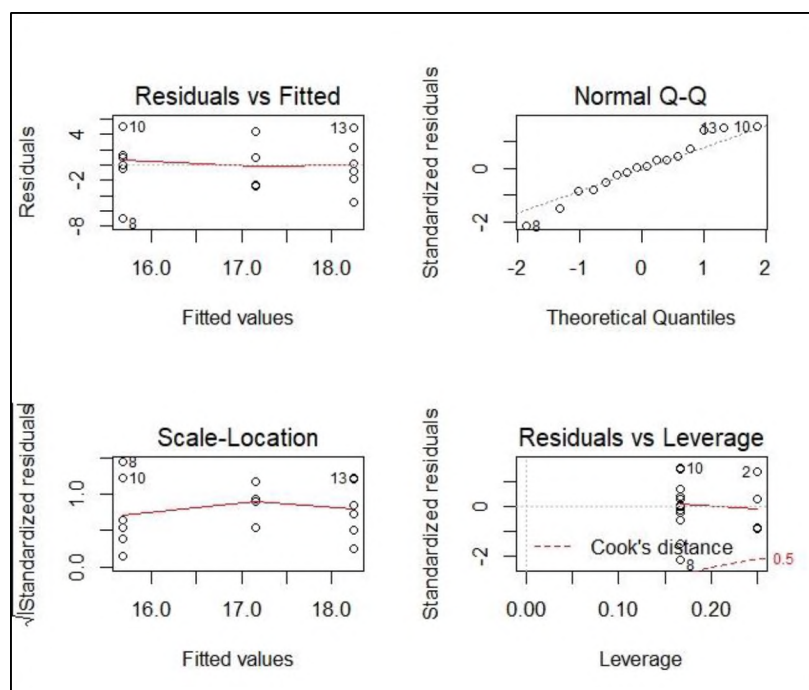 Residuals vs Fitted
Residuals
4
-2
-8
10
13
8
16.0 17.0 18.0
Fitted values
Normal Q-Q
Standardized residuals
0
-2
13
10
8
-2 -1 0 1 2
Theoretical Quantiles
Scale-Location
√|Standardized residuals|
1.0
0.0
8
10
13
16.0 17.0 18.0
Fitted values
Residuals vs Leverage
Standardized residuals
0
-2
10
2
8
Cook's distance
0.5
0.00 0.10 0.20
Leverage